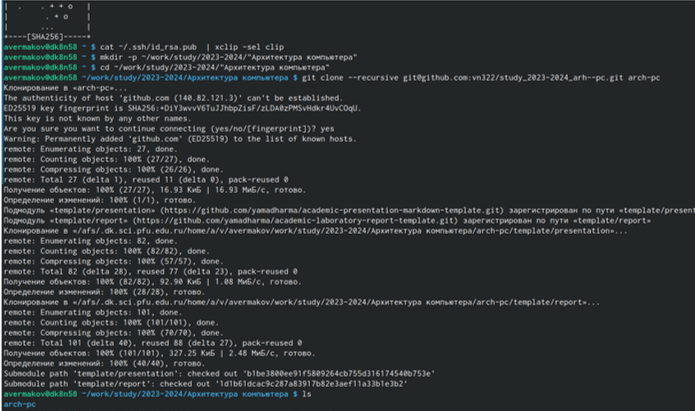 |  .    . + + o   |
|      . + o      |
|     ...         |
+----[SHA256]-----+
avermakov@dk8n58 ~ $ cat ~/.ssh/id_rsa.pub  | xclip -sel clip
avermakov@dk8n58 ~ $ mkdir -p ~/work/study/2023-2024/"Архитектура компьютера"
avermakov@dk8n58 ~ $ cd ~/work/study/2023-2024/"Архитектура компьютера"
avermakov@dk8n58 ~/work/study/2023-2024/Архитектура компьютера $ git clone --recursive git@github.com:vn322/study_2023-2024_arh--pc.git arch-pc
Клонирование в «arch-pc»...
The authenticity of host 'github.com (140.82.121.3)' can't be established.
ED25519 key fingerprint is SHA256:+DiY3wvvV6TuJJhbpZisF/zLDA0zPMSvHdkr4UvCOqU.
This key is not known by any other names.
Are you sure you want to continue connecting (yes/no/[fingerprint])? yes
Warning: Permanently added 'github.com' (ED25519) to the list of known hosts.
remote: Enumerating objects: 27, done.
remote: Counting objects: 100% (27/27), done.
remote: Compressing objects: 100% (26/26), done.
remote: Total 27 (delta 1), reused 11 (delta 0), pack-reused 0
Получение объектов: 100% (27/27), 16.93 КиБ | 16.93 МиБ/с, готово.
Определение изменений: 100% (1/1), готово.
Подмодуль «template/presentation» (https://github.com/yamadharma/academic-presentation-markdown-template.git) зарегистрирован по пути «template/present
Подмодуль «template/report» (https://github.com/yamadharma/academic-laboratory-report-template.git) зарегистрирован по пути «template/report»
Клонирование в «/afs/.dk.sci.pfu.edu.ru/home/a/v/avermakov/work/study/2023-2024/Архитектура компьютера/arch-pc/template/presentation»...
remote: Enumerating objects: 82, done.
remote: Counting objects: 100% (82/82), done.
remote: Compressing objects: 100% (57/57), done.
remote: Total 82 (delta 28), reused 77 (delta 23), pack-reused 0
Получение объектов: 100% (82/82), 92.90 КиБ | 1.08 МиБ/с, готово.
Определение изменений: 100% (28/28), готово.
Клонирование в «/afs/.dk.sci.pfu.edu.ru/home/a/v/avermakov/work/study/2023-2024/Архитектура компьютера/arch-pc/template/report»...
remote: Enumerating objects: 101, done.
remote: Counting objects: 100% (101/101), done.
remote: Compressing objects: 100% (70/70), done.
remote: Total 101 (delta 40), reused 88 (delta 27), pack-reused 0
Получение объектов: 100% (101/101), 327.25 КиБ | 2.48 МиБ/с, готово.
Определение изменений: 100% (40/40), готово.
Submodule path 'template/presentation': checked out 'b1be3800ee91f5809264cb755d316174540b753e'
Submodule path 'template/report': checked out '1d1b61dcac9c287a83917b82e3aef11a33b1e3b2'
avermakov@dk8n58 ~/work/study/2023-2024/Архитектура компьютера $ ls
arch-pc